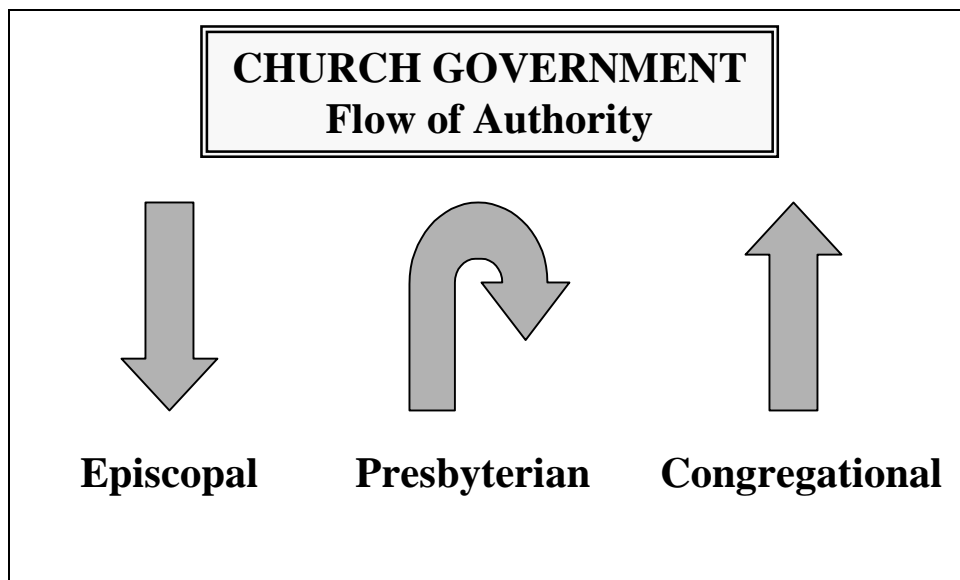 CHURCH GOVERNMENT
Flow of Authority
Episcopal Presbyterian Congregational